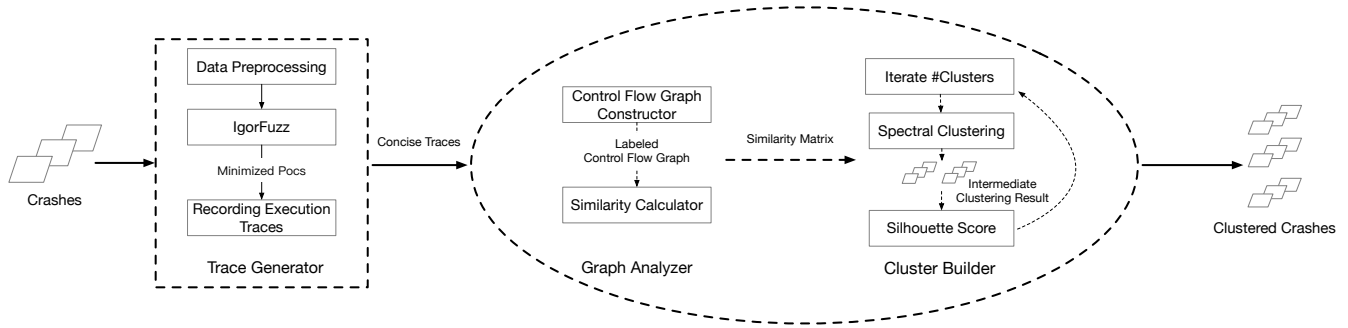 Crashes
Data Preprocessing
IgorFuzz
Minimized Pocs
Recording Execution
Traces
Trace Generator
Concise Traces
Control Flow Graph
Constructor
Labeled
Control Flow Graph
Similarity Calculator
Graph Analyzer
Similarity Matrix
Iterate #Clusters
Spectral Clustering
Intermediate
Clustering Result
Silhouette Score
Cluster Builder
Clustered Crashes